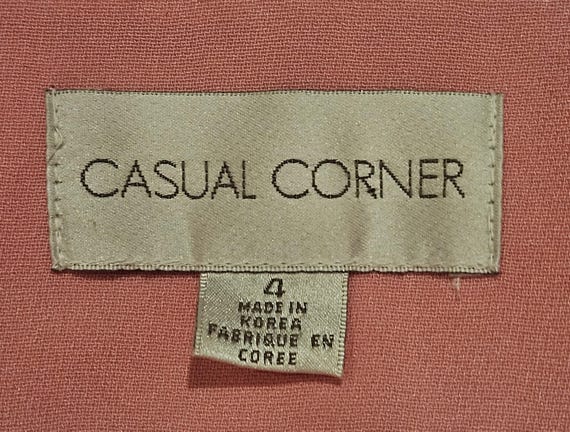 CASUAL CORNER
4
MADE IN
KOREA
FABRIQUE EN
COREE